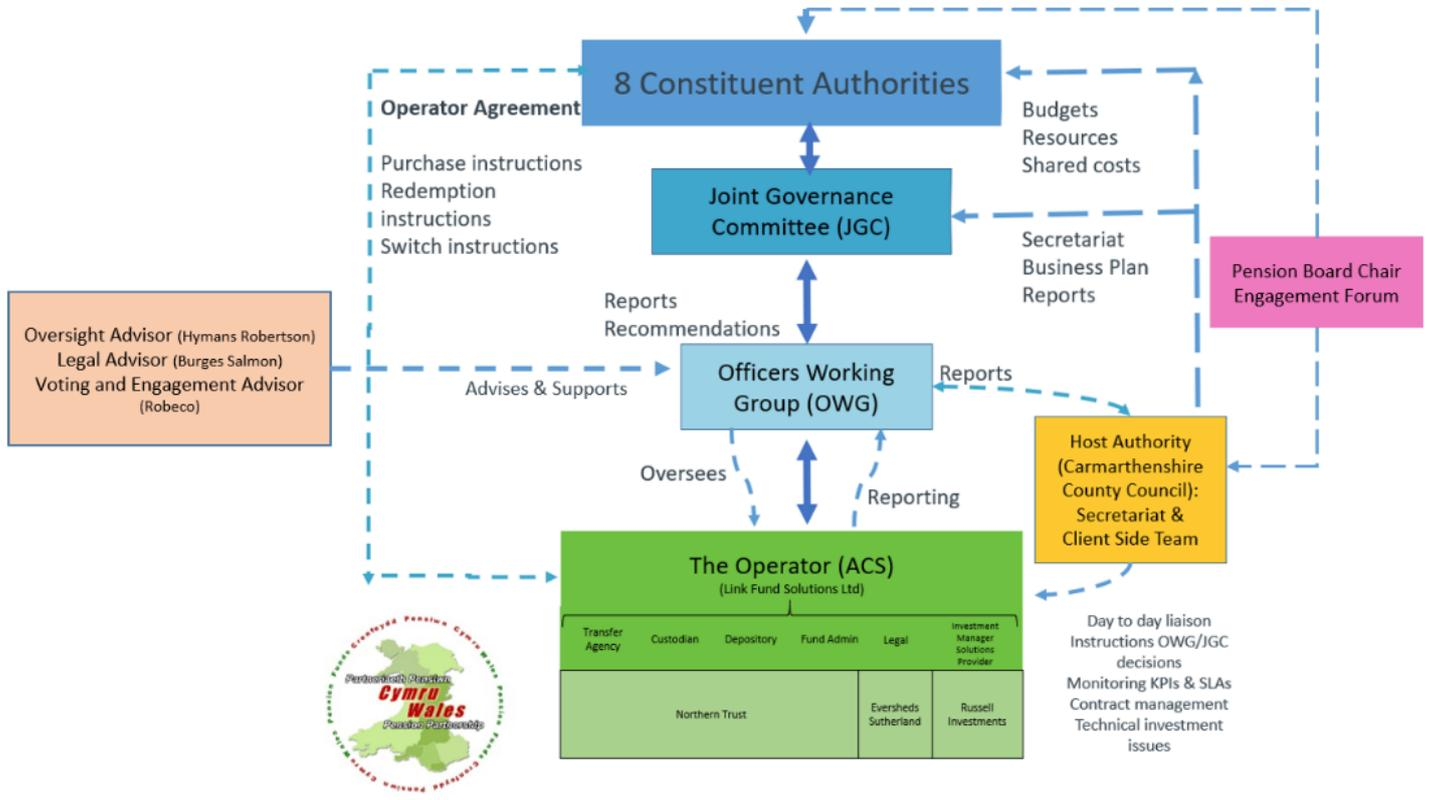 8 Constituent Authorities
Operator Agreement
Purchase instructions
Redemption
instructions
Switch instructions
Budgets
Resources
Shared costs
Joint Governance
Committee (JGC)
Secretariat
Business Plan
Reports
Pension Board Chair
Engagement Forum
Reports
Recommendations
Oversight Advisor (Hymans Robertson)
Legal Advisor (Burges Salmon)
Voting and Engagement Advisor
(Robeco)
Advises & Supports
Officers Working
Group (OWG)
Reports
Host Authority
(Carmarthenshire
County Council):
Secretariat &
Client Side Team
Oversees
Reporting
The Operator (ACS)
(Link Fund Solutions Ltd)
Transfer
Agency
Custodian
Depository
Fund Admin
Legal
Investment
Manager
Solutions
Provider
Northern Trust
Eversheds
Sutherland
Russell
Investments
Day to day liaison
Instructions OWG/JGC
decisions
Monitoring KPIs & SLAs
Contract management
Technical investment
issues
Partneriaeth Pensiwn
Cymru
Wales
Pension Partnership